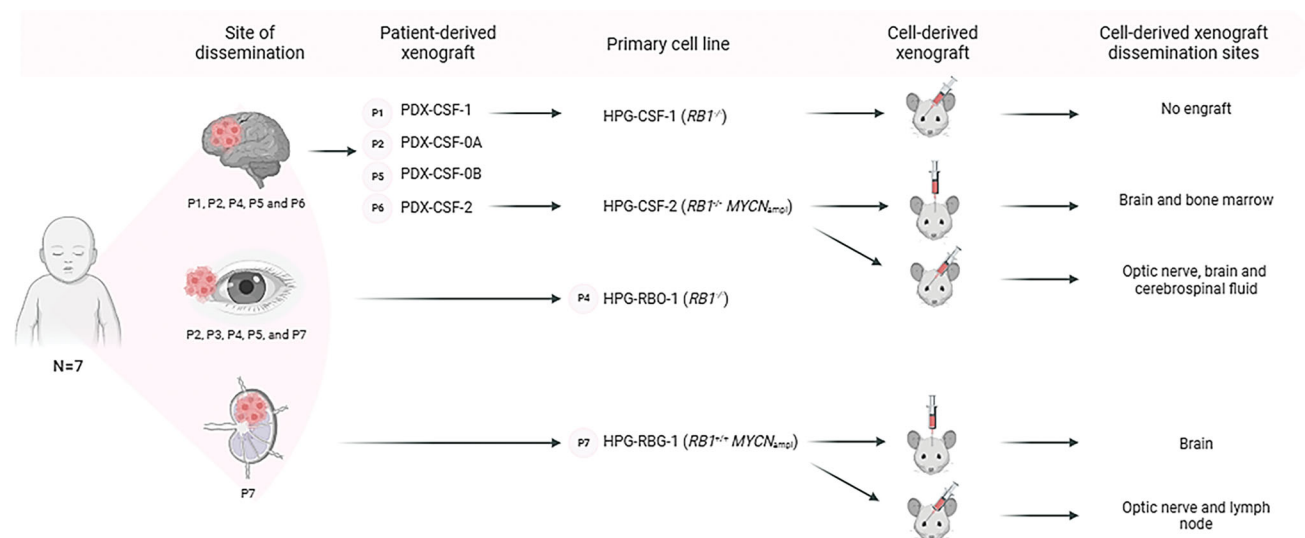 Site of
dissemination
Patient-derived
xenograft
Primary cell line
Cell-derived
xenograft
Cell-derived xenograft
dissemination sites
P1 PDX-CSF-1
HPG-CSF-1 (RB1-/-)
No engraft
P2 PDX-CSF-0A
P5 PDX-CSF-0B
P6 PDX-CSF-2
HPG-CSF-2 (RB1-/- MYCNampl)
Brain and bone marrow
P1, P2, P4, P5 and P6
Optic nerve, brain and
cerebrospinal fluid
P4 HPG-RBO-1 (RB1-/-)
P2, P3, P4, P5, and P7
N=7
P7 HPG-RBG-1 (RB1+/+ MYCNampl)
Brain
P7
Optic nerve and lymph
node